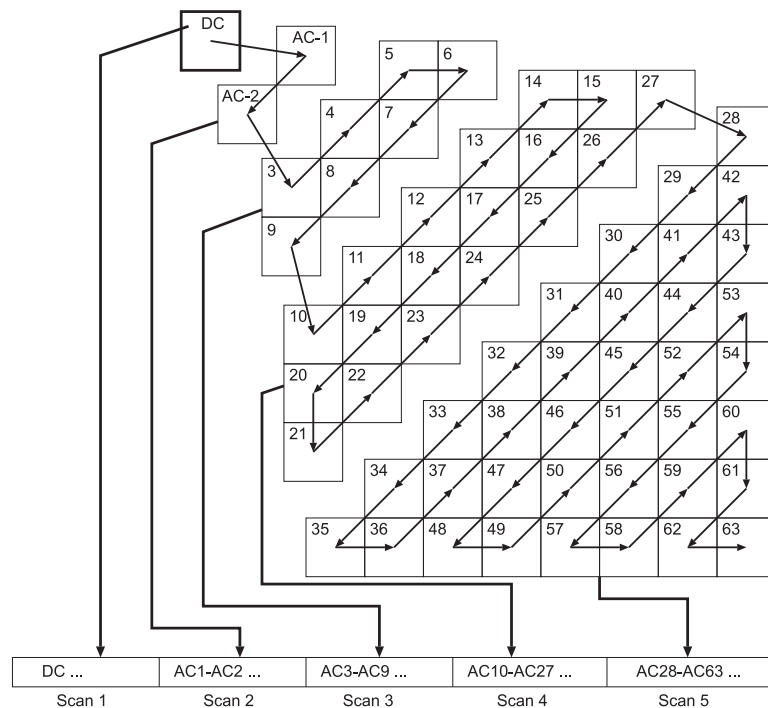 DC
AC-1
5 6
14 15 27
AC-2
28
4 7
13 16 26
3 8
29 42
12 17 25
9
30 41 43
11 18 24
31 40 44 53
10 19 23
32 39 45 52 54
20 22
33 38 46 51 55 60
21
34 37 47 50 56 59 61
35 36 48 49 57 58 62 63
DC ... AC1-AC2 ... AC3-AC9 ... AC10-AC27 ... AC28-AC63 ...
Scan 1 Scan 2 Scan 3 Scan 4 Scan 5